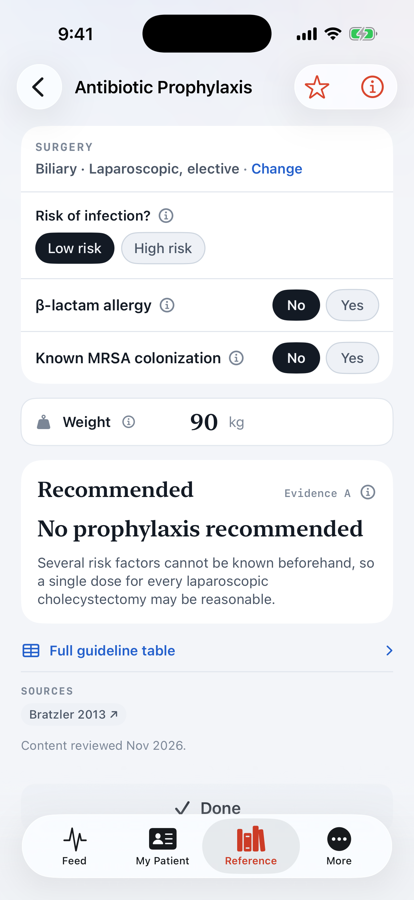 9:41
Antibiotic Prophylaxis
SURGERY
Biliary · Laparoscopic, elective · Change
Risk of infection?
Low risk
High risk
β-lactam allergy
No
Yes
Known MRSA colonization
No
Yes
Weight
90 kg
Recommended
Evidence A
No prophylaxis recommended
Several risk factors cannot be known beforehand, so
a single dose for every laparoscopic
cholecystectomy may be reasonable.
Full guideline table
SOURCES
Bratzler 2013 ↗
Content reviewed Nov 2026.
Done
Feed
My Patient
Reference
More